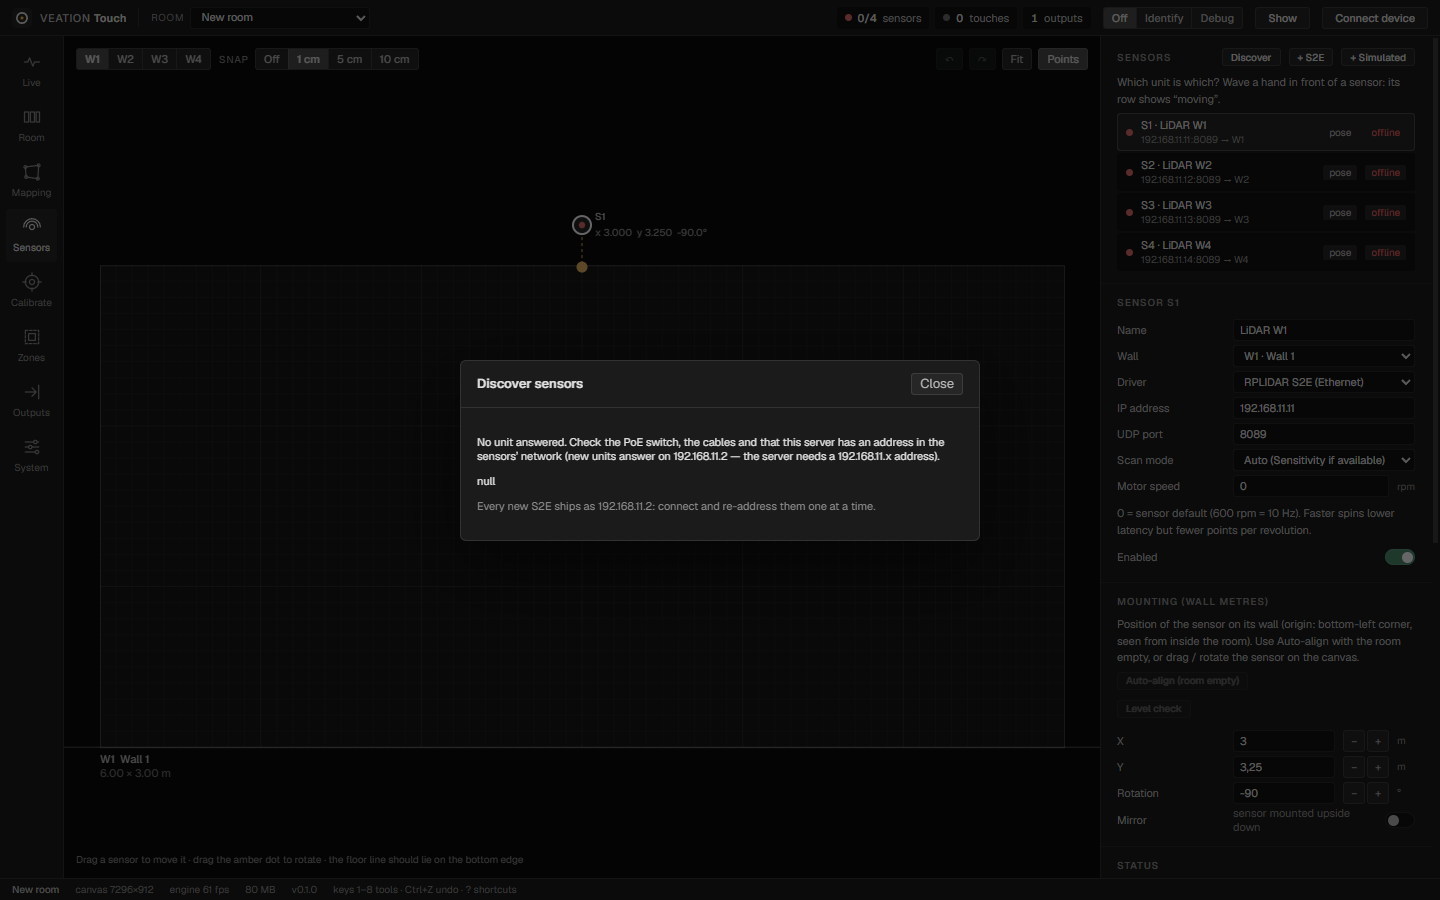 VEATION Touch
ROOM
New room
0/4 sensors
0 touches
1 outputs
Off
Identify
Debug
Show
Connect device
Live
Room
Mapping
Sensors
Calibrate
Zones
Outputs
System
W1
W2
W3
W4
SNAP
Off
1 cm
5 cm
10 cm
Fit
Points
S1
x 3.000 y 3.250 -90.0°
Discover sensors
Close
No unit answered. Check the PoE switch, the cables and that this server has an address in the
sensors' network (new units answer on 192.168.11.2 — the server needs a 192.168.11.x address).
null
Every new S2E ships as 192.168.11.2: connect and re-address them one at a time.
W1 Wall 1
6.00 × 3.00 m
Drag a sensor to move it · drag the amber dot to rotate · the floor line should lie on the bottom edge
SENSORS
Discover
+ S2E
+ Simulated
Which unit is which? Wave a hand in front of a sensor: its
row shows “moving”.
S1 · LiDAR W1
192.168.11.11:8089 → W1
pose
offline
S2 · LiDAR W2
192.168.11.12:8089 → W2
pose
offline
S3 · LiDAR W3
192.168.11.13:8089 → W3
pose
offline
S4 · LiDAR W4
192.168.11.14:8089 → W4
pose
offline
SENSOR S1
Name
LiDAR W1
Wall
W1 · Wall 1
Driver
RPLIDAR S2E (Ethernet)
IP address
192.168.11.11
UDP port
8089
Scan mode
Auto (Sensitivity if available)
Motor speed
0
rpm
0 = sensor default (600 rpm = 10 Hz). Faster spins lower
latency but fewer points per revolution.
Enabled
MOUNTING (WALL METRES)
Position of the sensor on its wall (origin: bottom-left corner,
seen from inside the room). Use Auto-align with the room
empty, or drag / rotate the sensor on the canvas.
Auto-align (room empty)
Level check
X
3
−
+
m
Y
3,25
−
+
m
Rotation
-90
−
+
°
Mirror
sensor mounted upside
down
STATUS
New room
canvas 7296×912
engine 61 fps
80 MB
v0.1.0
keys 1–8 tools · Ctrl+Z undo · ? shortcuts